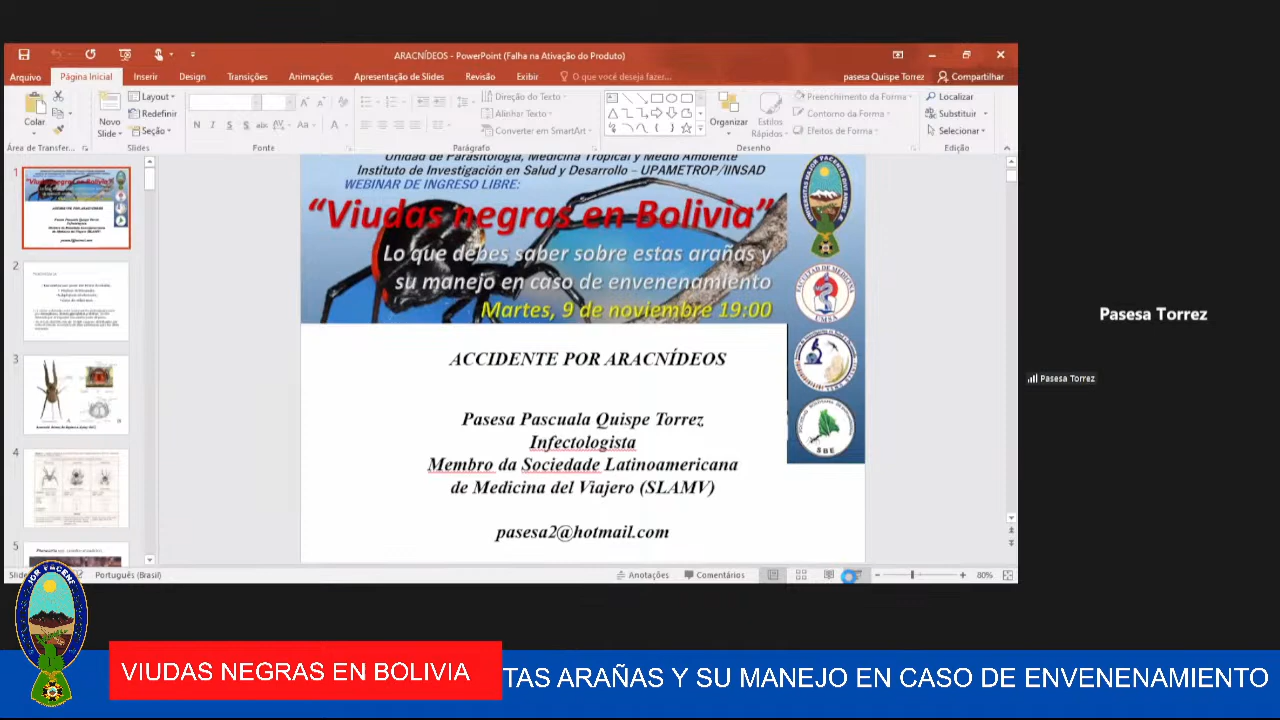 ARACNÍDEOS - PowerPoint (Falha na Ativação do Produto)
Arquivo
Página Inicial
Inserir
Design
Transições
Animações
Apresentação de Slides
Revisão
Exibir
O que você deseja fazer...
pasesa Quispe Torrez
Compartilhar
Colar
Novo
Slide
Layout
Redefinir
Seção
Direção do Texto
Alinhar Texto
Converter em SmartArt
Organizar
Estilos
Rápidos
Preenchimento da Forma
Contorno da Forma
Efeitos de Forma
Localizar
Substituir
Selecionar
Área de Transfer...
Slides
Fonte
Parágrafo
Desenho
Edição
1
2
3
4
5
Unidad de Parasitología, Medicina Tropical y Medio Ambiente
Instituto de Investigación en Salud y Desarrollo – UPAMETROP/IINSAD
WEBINAR DE INGRESO LIBRE:
“Viudas negras en Bolivia”
Lo que debes saber sobre estas arañas y
su manejo en caso de envenenamiento
Martes, 9 de noviembre 19:00
ACCIDENTE POR ARACNÍDEOS
Pasesa Pascuala Quispe Torrez
Infectologista
Membro da Sociedade Latinoamericana
de Medicina del Viajero (SLAMV)
pasesa2@hotmail.com
SBE
Português (Brasil)
Anotações
Comentários
80%
Pasesa Torrez
Pasesa Torrez
VIUDAS NEGRAS EN BOLIVIA
TAS ARAÑAS Y SU MANEJO EN CASO DE ENVENENAMIENTO